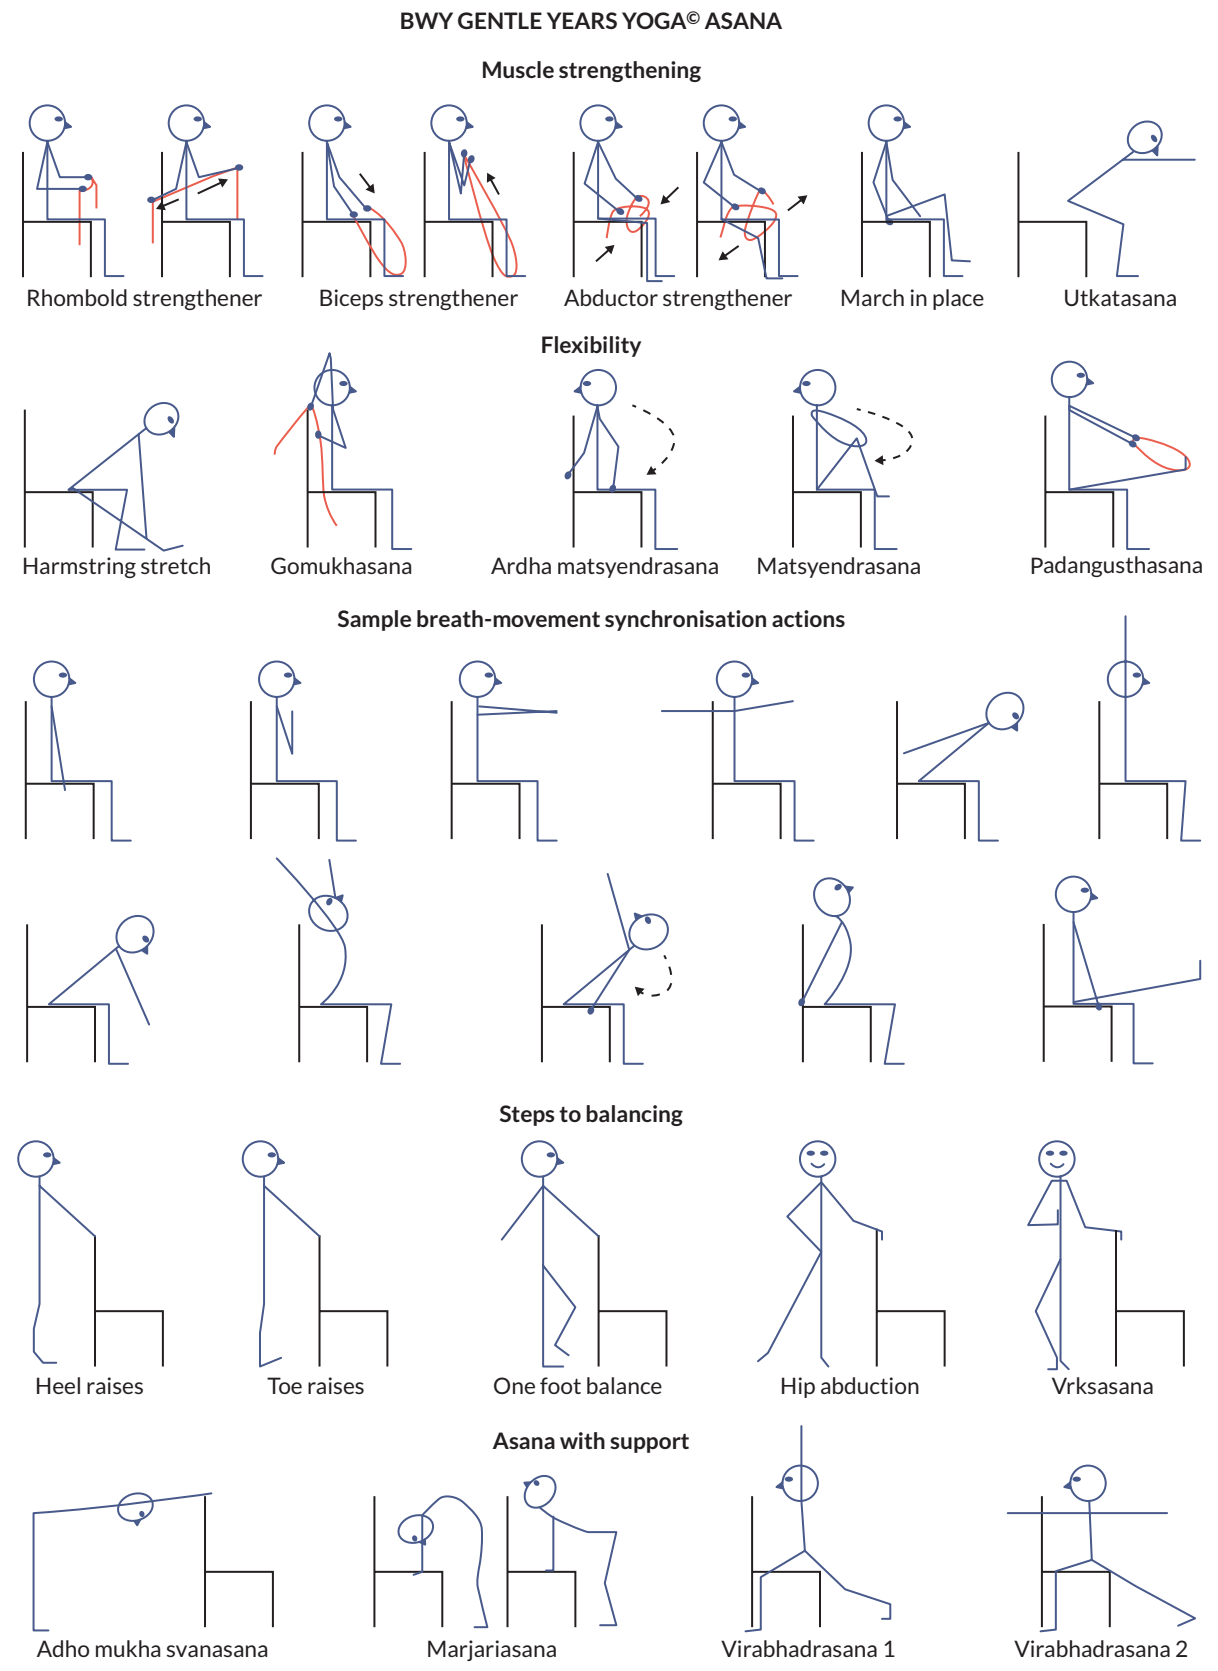 BWY GENTLE YEARS YOGA© ASANA
Muscle strengthening
Rhombold strengthener
Biceps strengthener
Abductor strengthener
March in place
Utkatasana
Flexibility
Harmstring stretch
Gomukhasana
Ardha matsyendrasana
Matsyendrasana
Padangusthasana
Sample breath-movement synchronisation actions
Steps to balancing
Heel raises
Toe raises
One foot balance
Hip abduction
Vrksasana
Asana with support
Adho mukha svanasana
Marjariasana
Virabhadrasana 1
Virabhadrasana 2